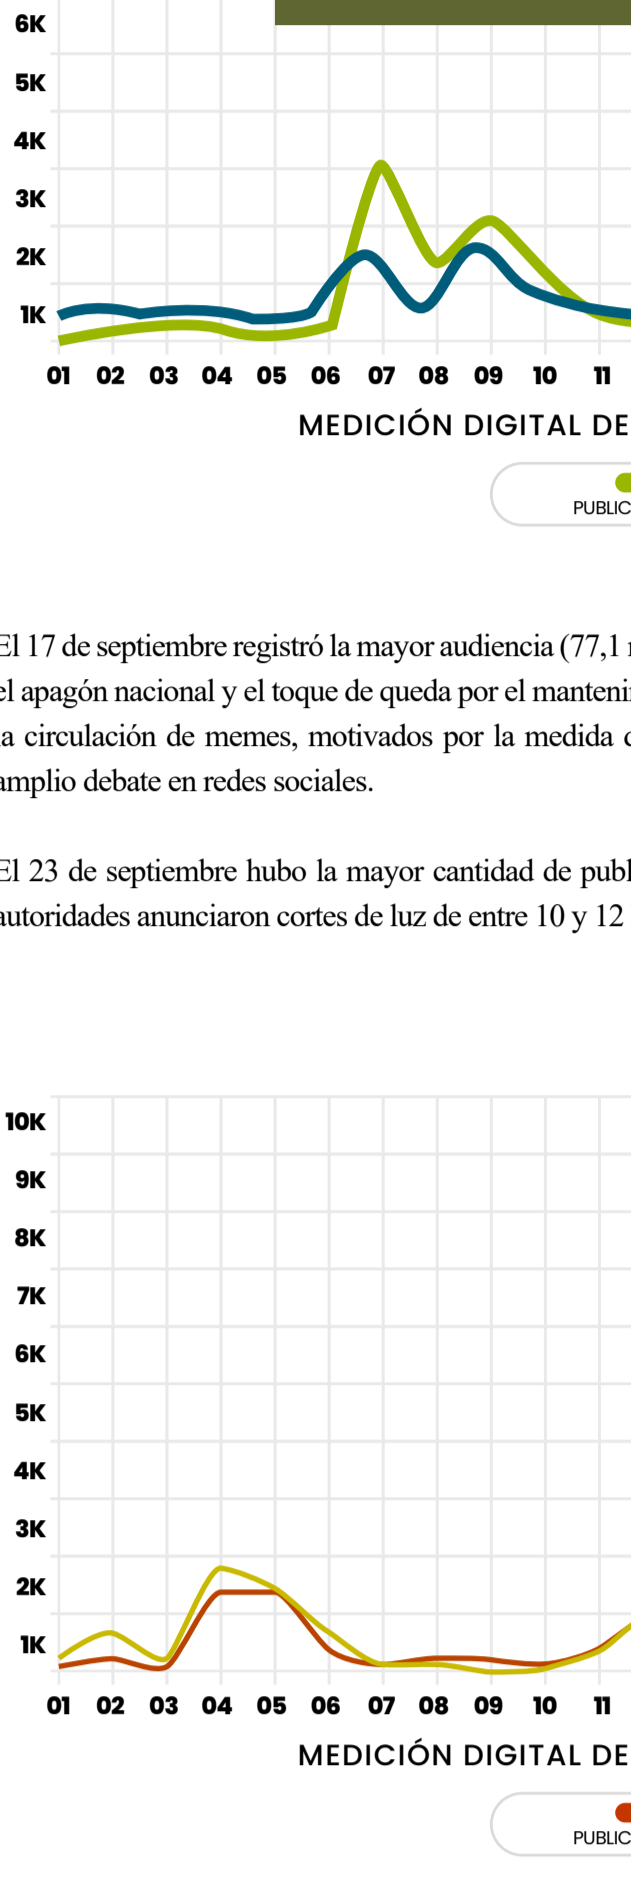 6K
5K
4K
3K
2K
1K
01 02 03 04 05 06 07 08 09 10 11
MEDICIÓN DIGITAL DE
PUBLIC
El 17 de septiembre registró la mayor audiencia (77,1
el apagón nacional y el toque de queda por el manteni
la circulación de memes, motivados por la medida
amplio debate en redes sociales.
El 23 de septiembre hubo la mayor cantidad de publ
autoridades anunciaron cortes de luz de entre 10 y 12
10K
9K
8K
7K
6K
5K
4K
3K
2K
1K
01 02 03 04 05 06 07 08 09 10 11
MEDICIÓN DIGITAL DE
PUBLIC